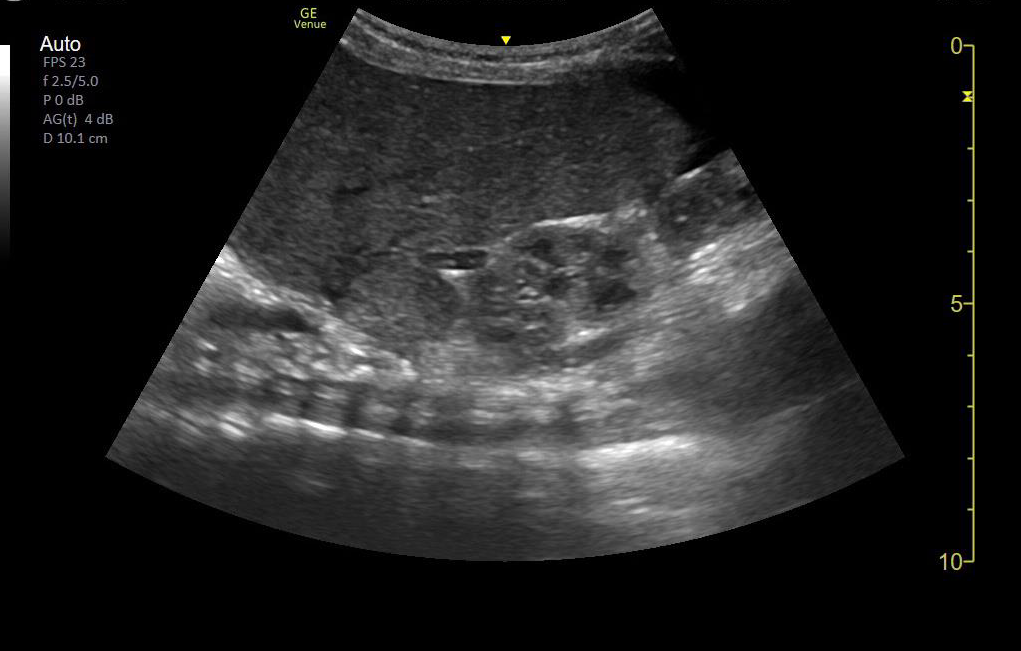 GE
Venue
Auto
FPS 23
f 2.5/5.0
P 0 dB
AG(t) 4 dB
D 10.1 cm
0
5
10